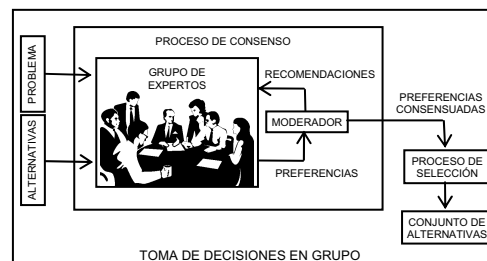 PROCESO DE CONSENSO
PROBLEMA
ALTERNATIVAS
GRUPO DE
EXPERTOS
RECOMENDACIONES
MODERADOR
PREFERENCIAS
PREFERENCIAS
CONSENSUADAS
PROCESO DE
SELECCIÓN
CONJUNTO DE
ALTERNATIVAS
TOMA DE DECISIONES EN GRUPO